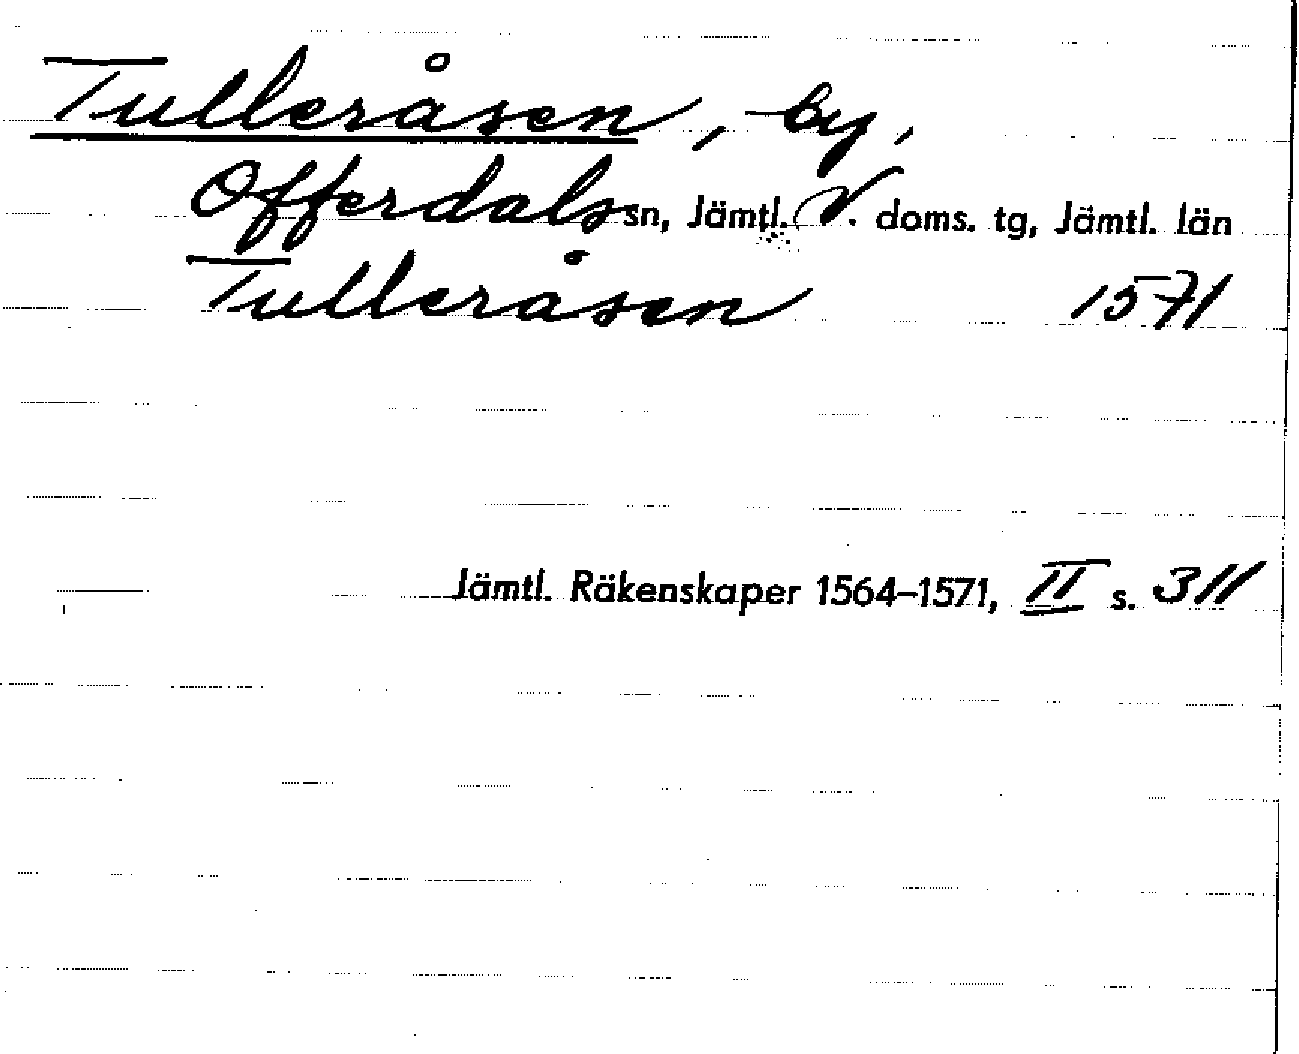 Tulleråsen, by,
Offerdals sn, Jämtl. V. doms. tg, Jämtl. län
Tulleråsen 1571
Jämtl. Räkenskaper 1564–1571, II s. 311